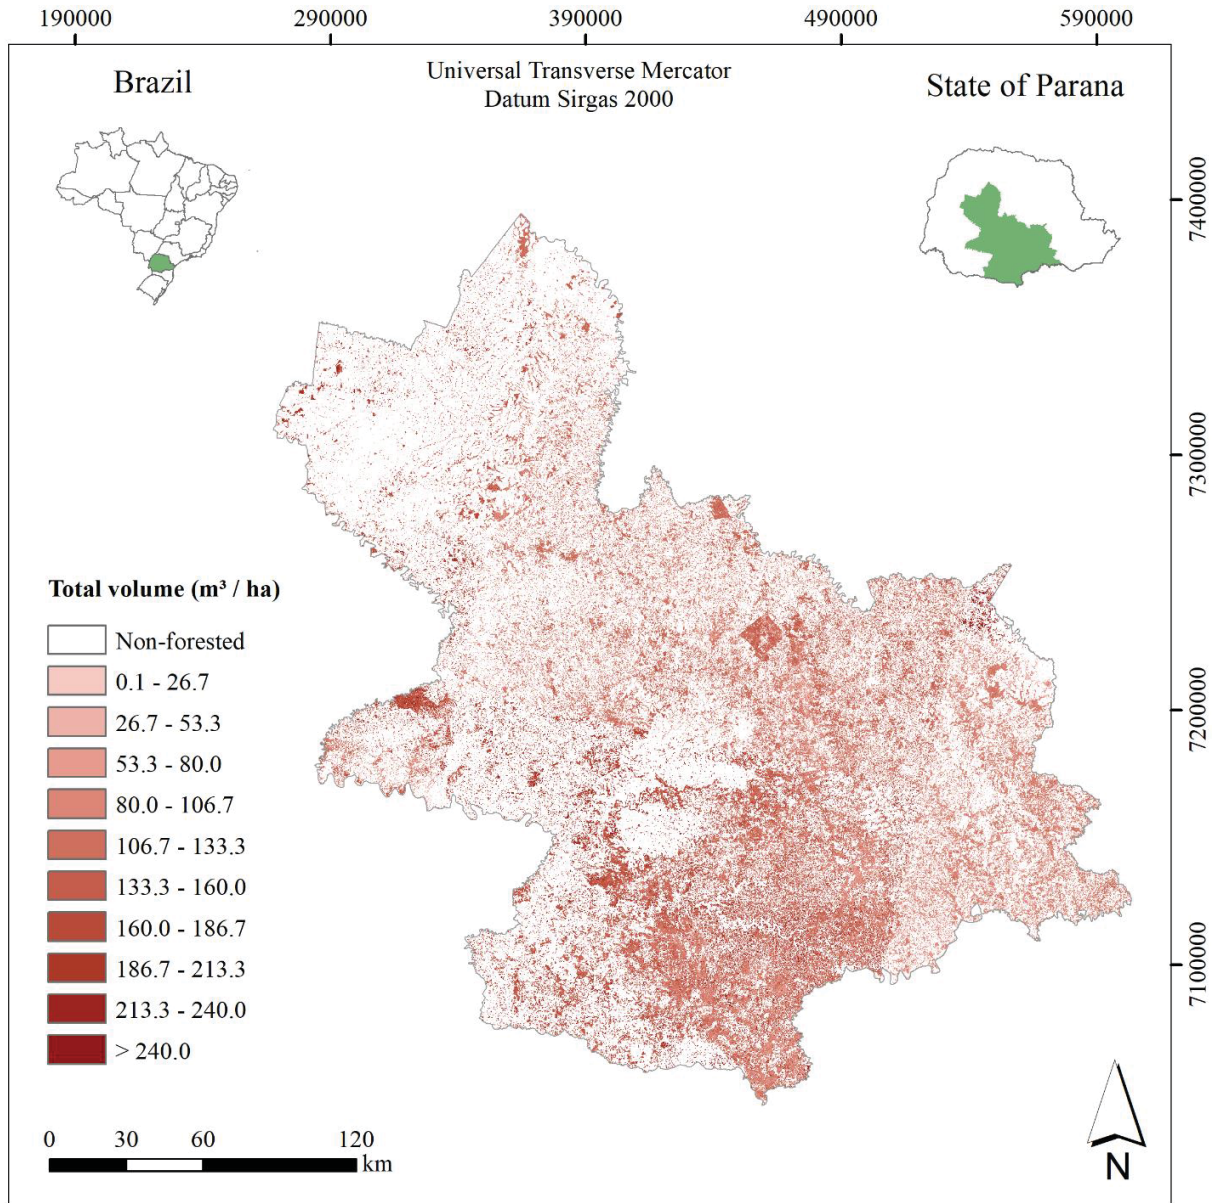 190000
290000
390000
490000
590000
Brazil
Universal Transverse Mercator
Datum Sirgas 2000
State of Parana
7400000
7300000
7200000
7100000
Total volume (m³ / ha)
Non-forested
0.1 - 26.7
26.7 - 53.3
53.3 - 80.0
80.0 - 106.7
106.7 - 133.3
133.3 - 160.0
160.0 - 186.7
186.7 - 213.3
213.3 - 240.0
> 240.0
0
30
60
120
km
N